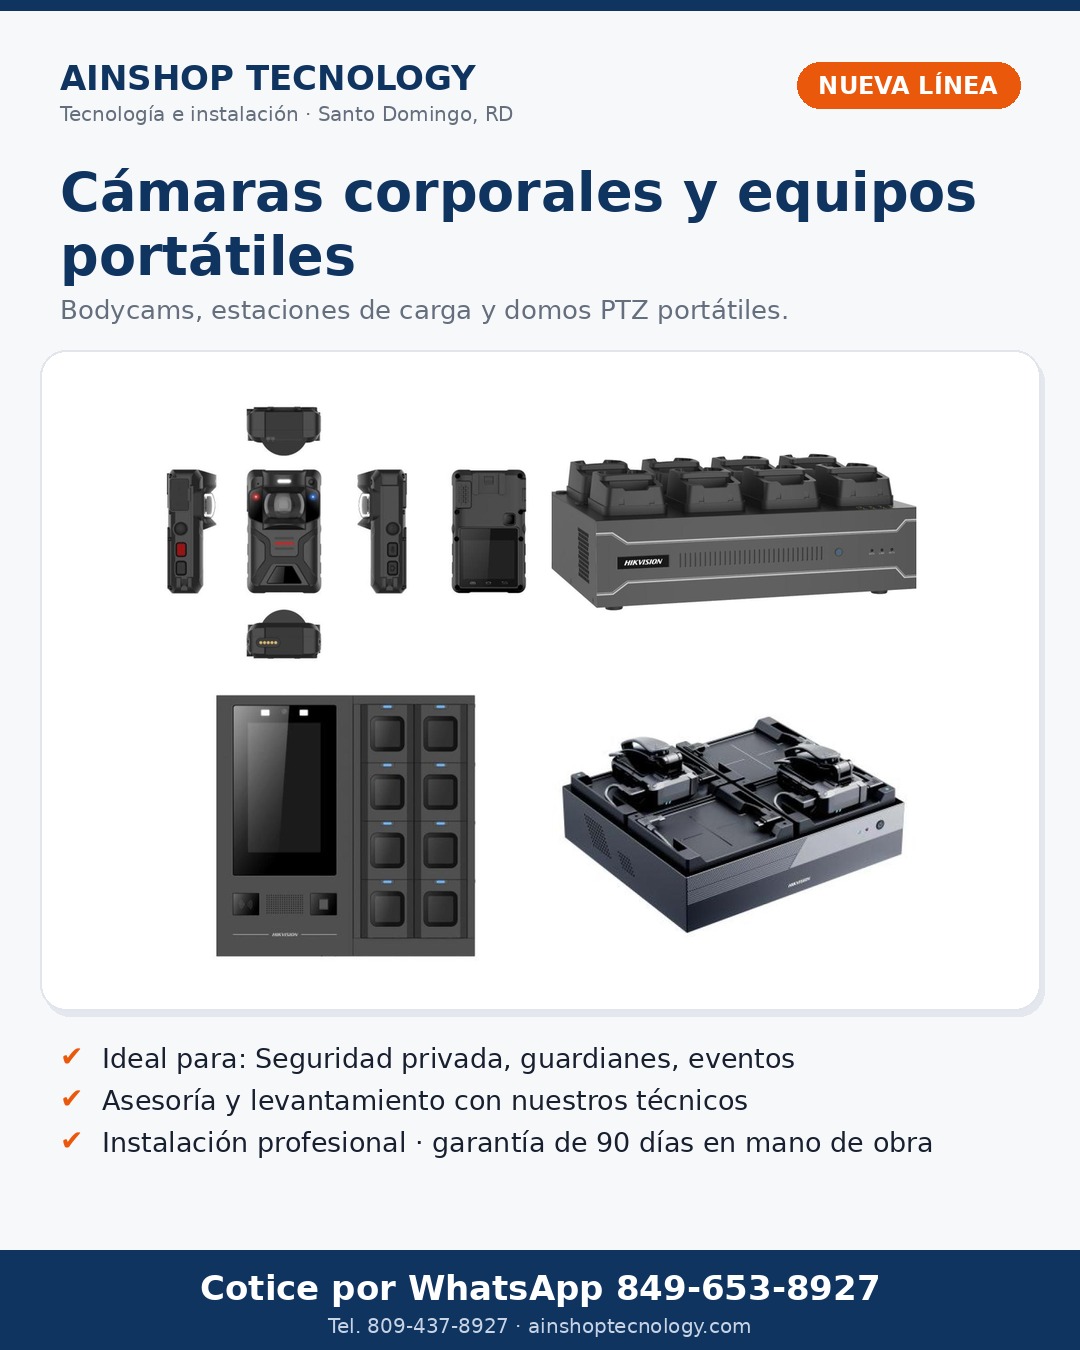 AINSHOP TECNOLOGY
Tecnología e instalación · Santo Domingo, RD
NUEVA LÍNEA
Cámaras corporales y equipos
portátiles
Bodycams, estaciones de carga y domos PTZ portátiles.
HIKVISION
HIKVISION
HIKVISION
✔ Ideal para: Seguridad privada, guardianes, eventos
✔ Asesoría y levantamiento con nuestros técnicos
✔ Instalación profesional · garantía de 90 días en mano de obra
Cotice por WhatsApp 849-653-8927
Tel. 809-437-8927 · ainshoptecnology.com